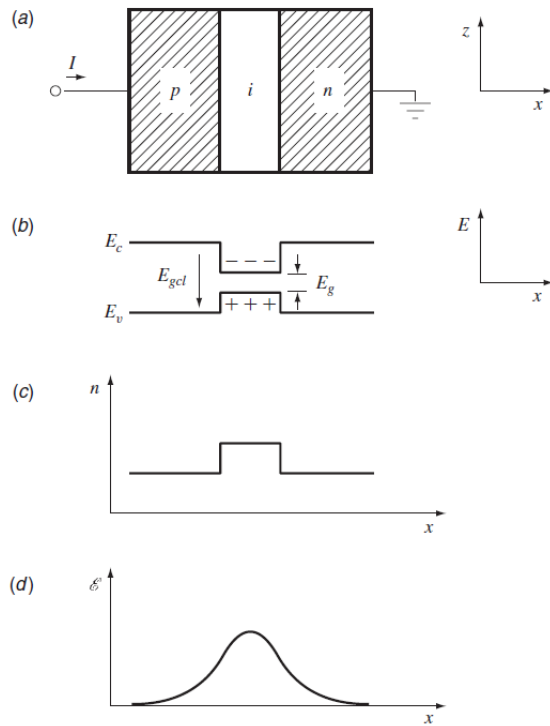 (a)
I
p
i
n
z
x
(b)
E_c
E_gcl
E_v
− − −
+ + +
E_g
E
x
(c)
n
x
(d)
ℰ
x